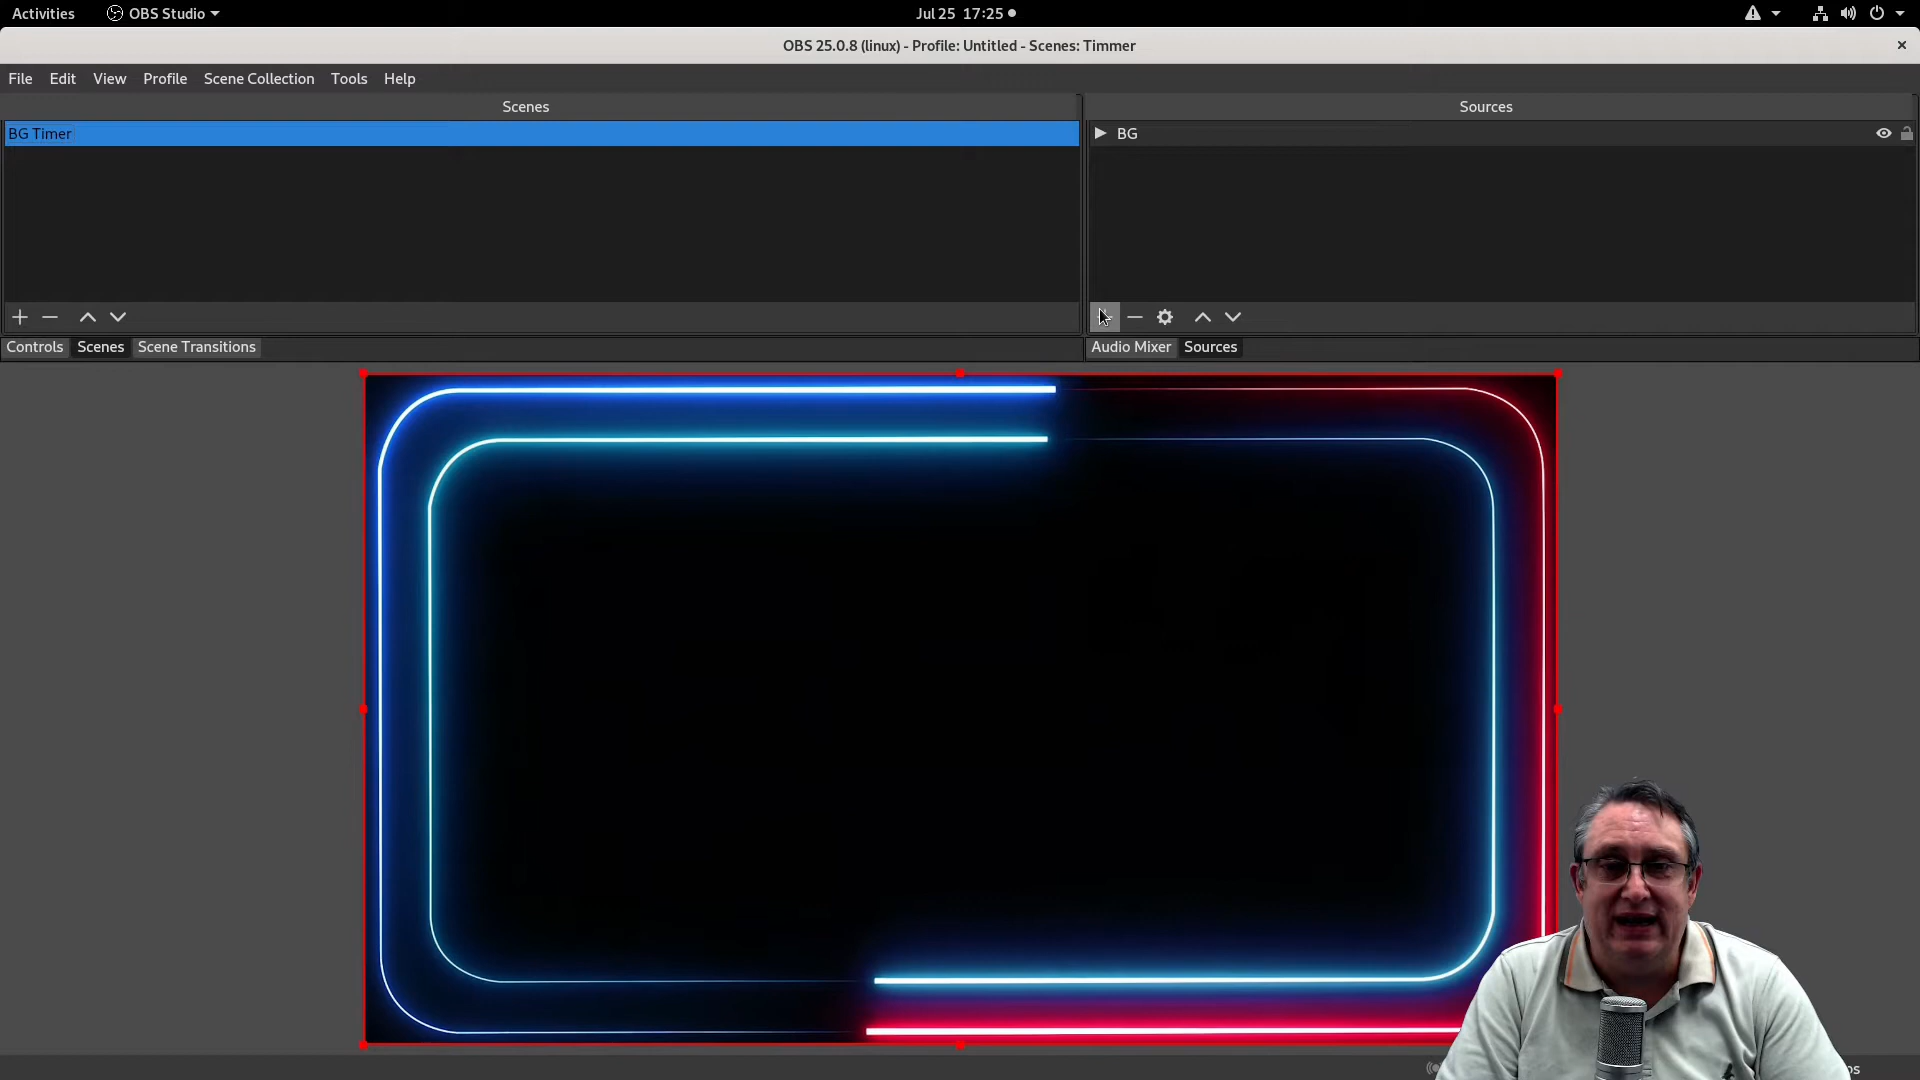 Activities
OBS Studio
Jul 25 17:25
OBS 25.0.8 (linux) - Profile: Untitled - Scenes: Timmer
File Edit View Profile Scene Collection Tools Help
Scenes
Sources
BG Timer
BG
Controls Scenes Scene Transitions
Audio Mixer Sources